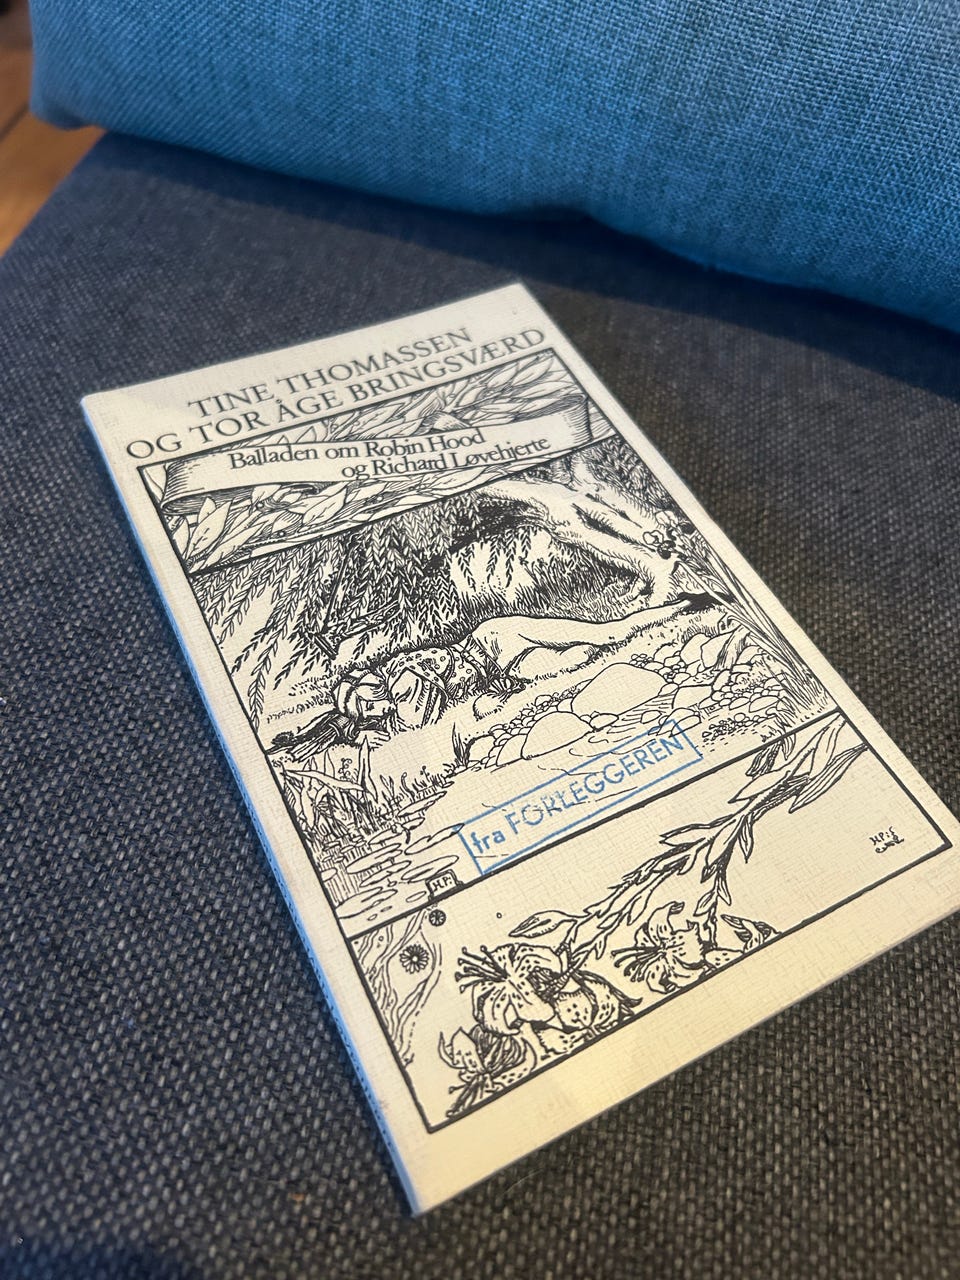 TINE THOMASSEN
OG TOR ÅGE BRINGSVÆRD
Balladen om Robin Hood
og Richard Løvehjerte
fra FORLEGGEREN
H.P: